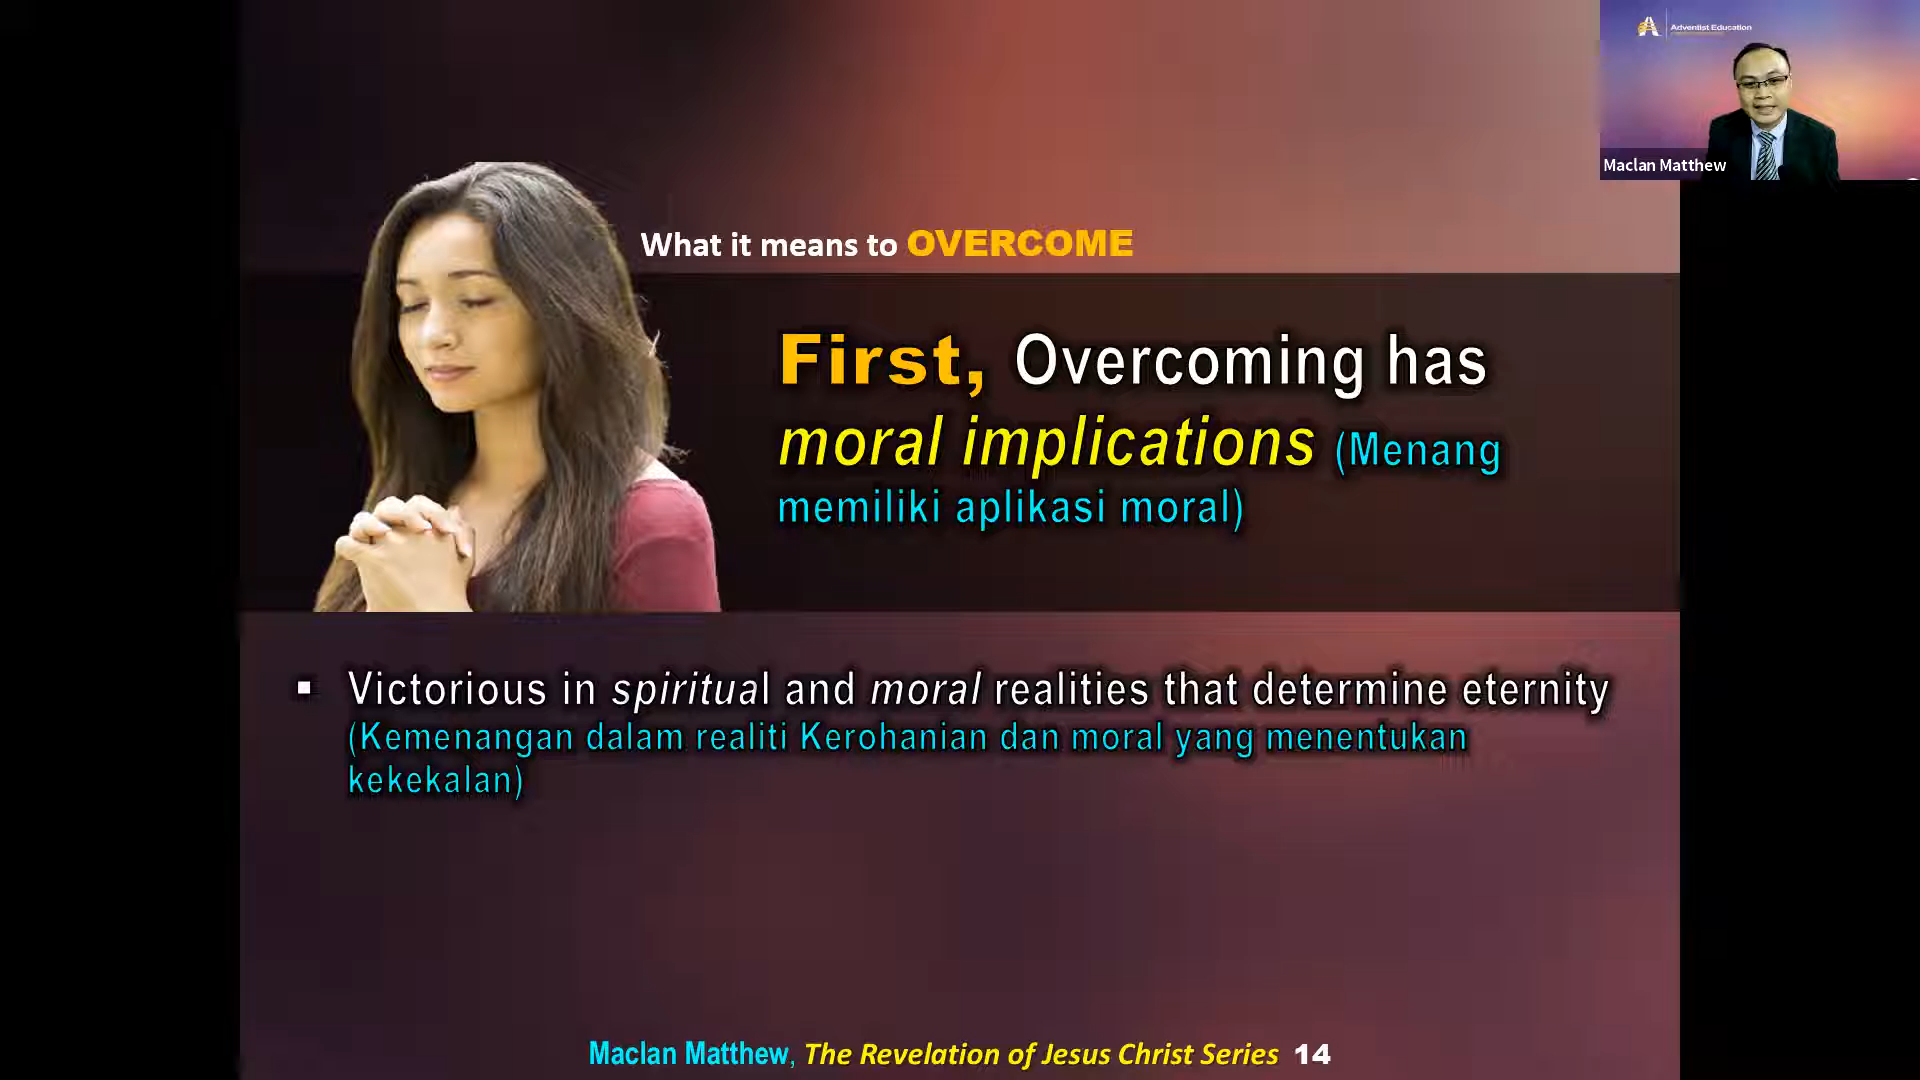 Adventist Education
Maclan Matthew
What it means to OVERCOME
First, Overcoming has
moral implications (Menang
memiliki aplikasi moral)
▪ Victorious in spiritual and moral realities that determine eternity
(Kemenangan dalam realiti Kerohanian dan moral yang menentukan
kekekalan)
Maclan Matthew, The Revelation of Jesus Christ Series 14